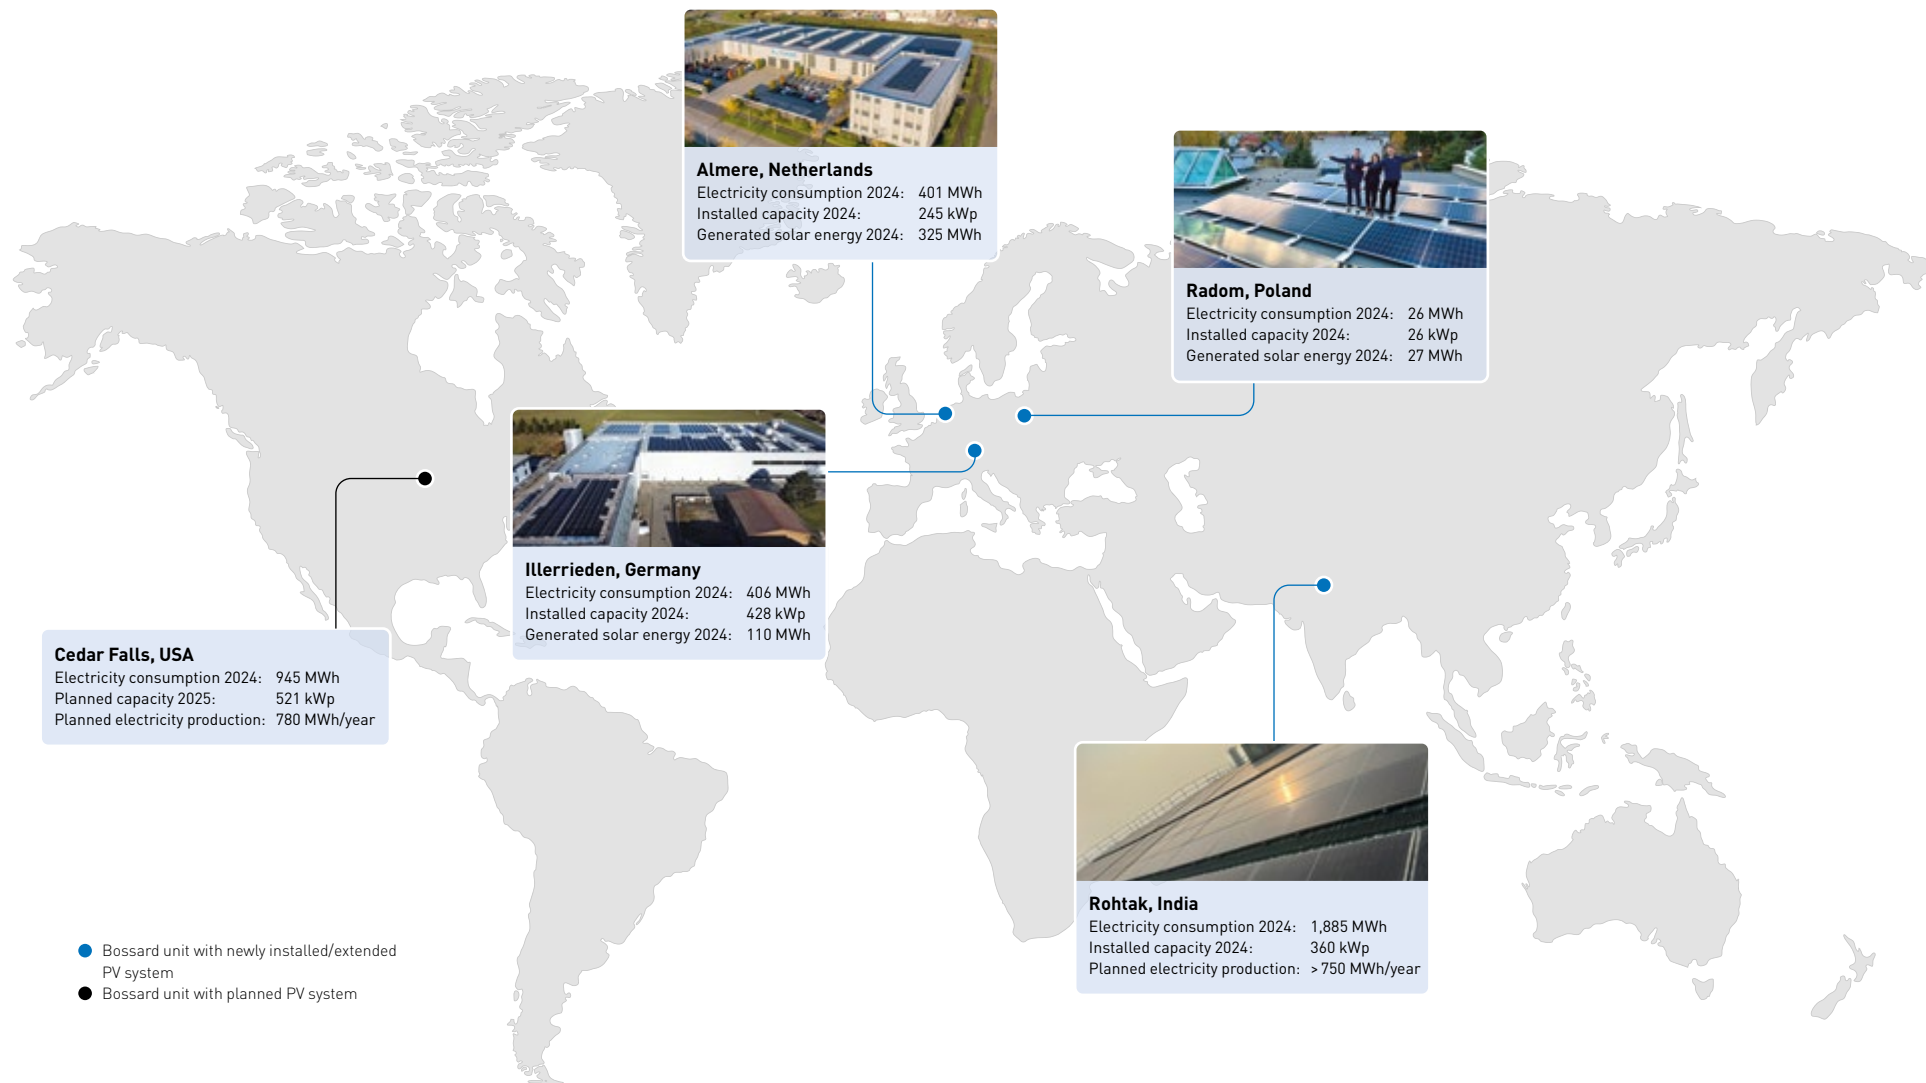 Almere, Netherlands
Electricity consumption 2024: 401 MWh
Installed capacity 2024: 245 kWp
Generated solar energy 2024: 325 MWh
Radom, Poland
Electricity consumption 2024: 26 MWh
Installed capacity 2024: 26 kWp
Generated solar energy 2024: 27 MWh
Illerrieden, Germany
Electricity consumption 2024: 406 MWh
Installed capacity 2024: 428 kWp
Generated solar energy 2024: 110 MWh
Cedar Falls, USA
Electricity consumption 2024: 945 MWh
Planned capacity 2025: 521 kWp
Planned electricity production: 780 MWh/year
Rohtak, India
Electricity consumption 2024: 1,885 MWh
Installed capacity 2024: 360 kWp
Planned electricity production: > 750 MWh/year
Bossard unit with newly installed/extended
PV system
Bossard unit with planned PV system